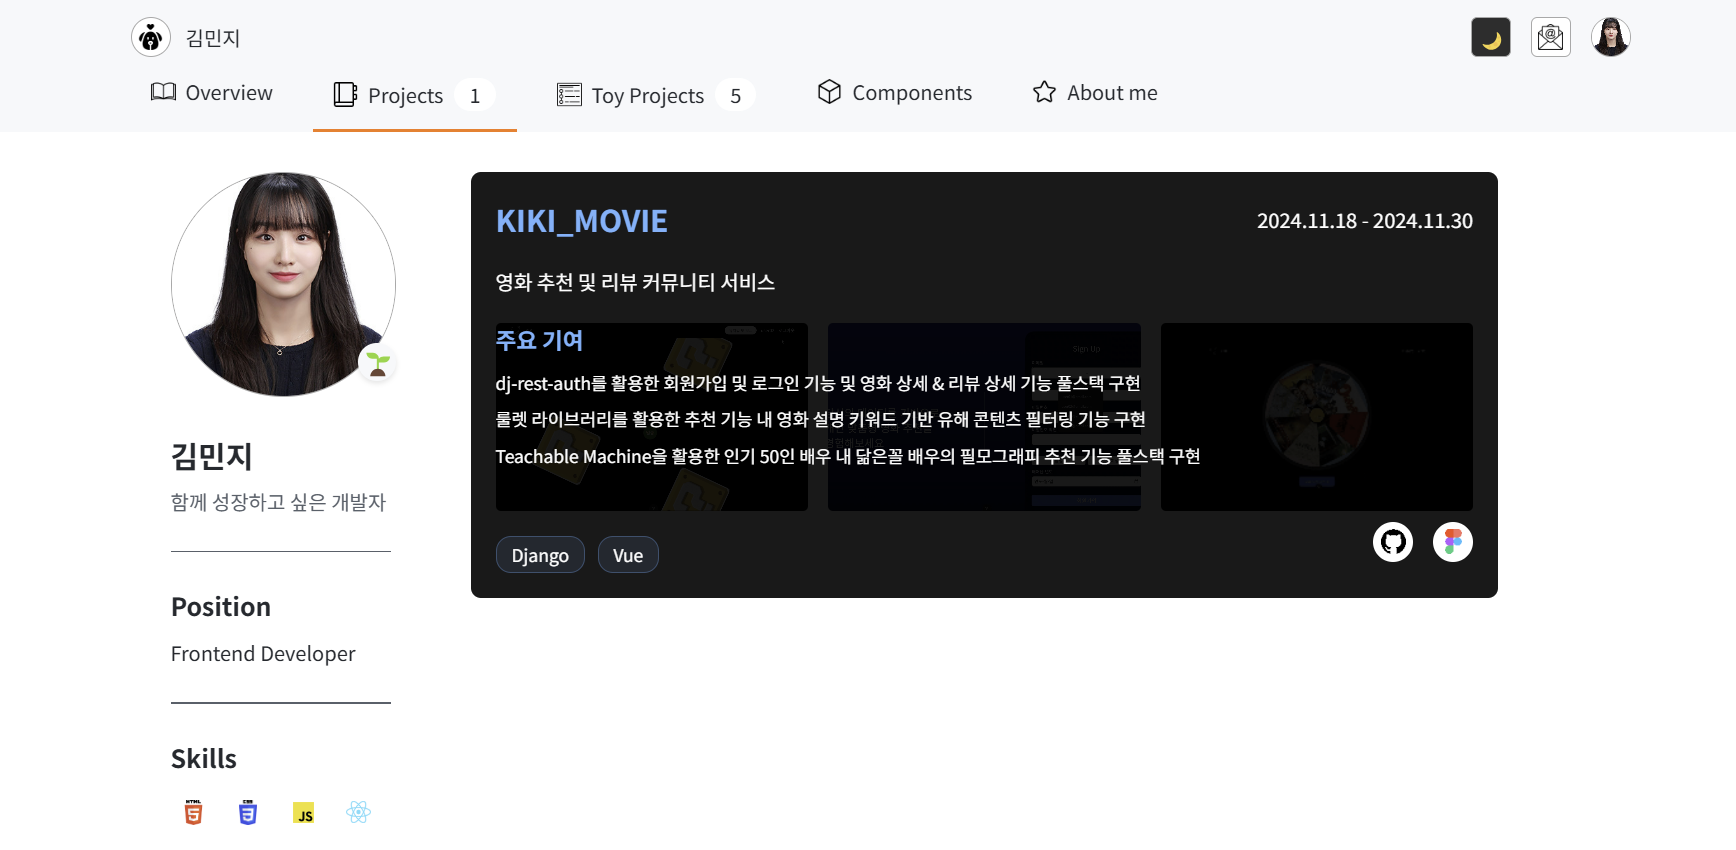 김민지
Overview
Projects 1
Toy Projects 5
Components
About me
김민지
함께 성장하고 싶은 개발자
Position
Frontend Developer
Skills
HTML
JS
KIKI_MOVIE
2024.11.18 - 2024.11.30
영화 추천 및 리뷰 커뮤니티 서비스
주요 기여
Sign Up
dj-rest-auth를 활용한 회원가입 및 로그인 기능 및 영화 상세 & 리뷰 상세 기능 풀스택 구현
룰렛 라이브러리를 활용한 추천 기능 내 영화 설명 키워드 기반 유해 콘텐츠 필터링 기능 구현
Teachable Machine을 활용한 인기 50인 배우 내 닮은꼴 배우의 필모그래피 추천 기능 풀스택 구현
Django
Vue